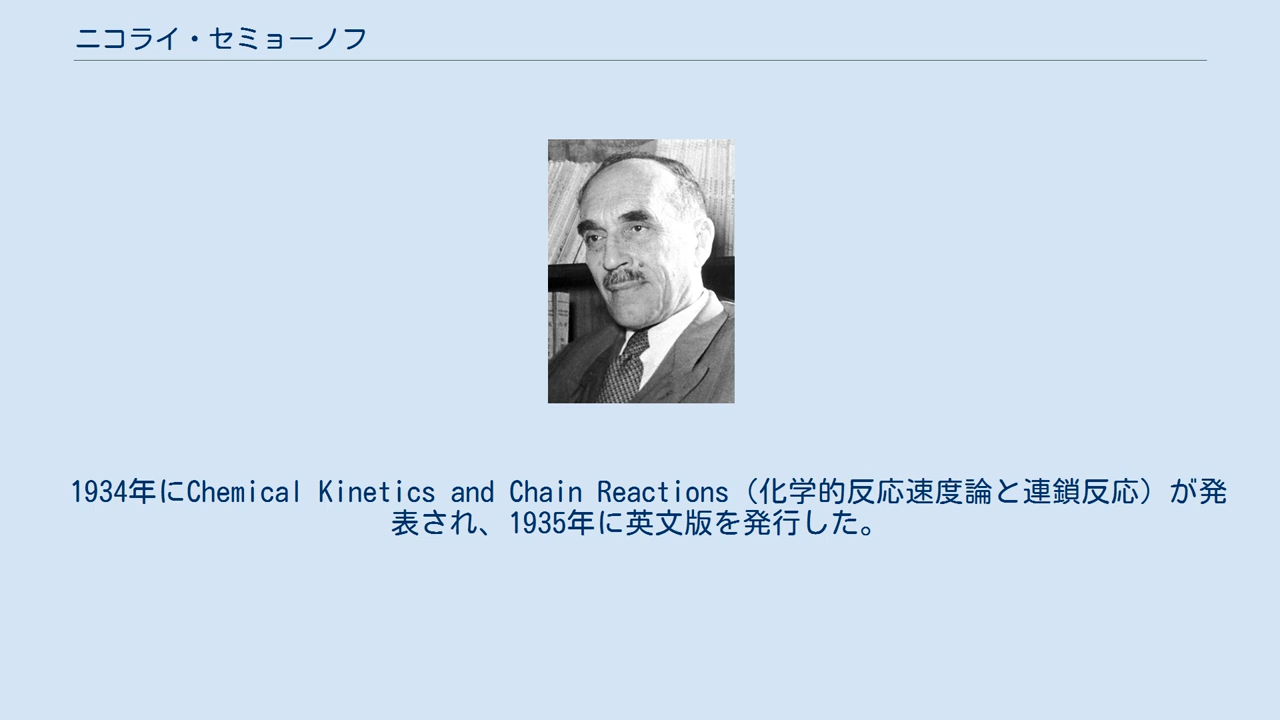 ニコライ・セミョーノフ
1934年にChemical Kinetics and Chain Reactions（化学的反応速度論と連鎖反応）が発
表され、1935年に英文版を発行した。